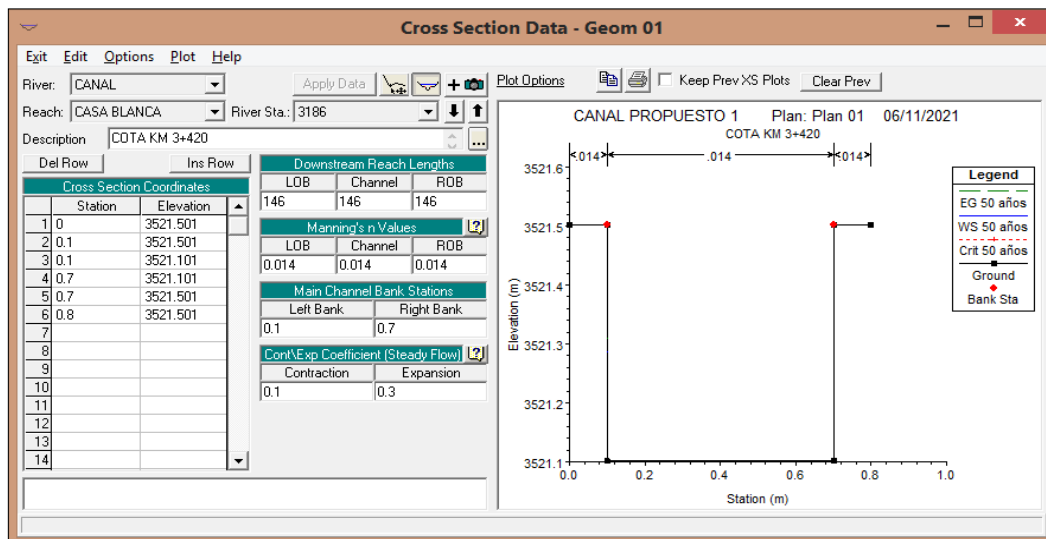 Cross Section Data - Geom 01
Exit Edit Options Plot Help
River: CANAL Apply Data
Reach: CASA BLANCA River Sta.: 3186
Description COTA KM 3+420 ...
Del Row Ins Row
Cross Section Coordinates
Station Elevation
1 0 3521.501
2 0.1 3521.501
3 0.1 3521.101
4 0.7 3521.101
5 0.7 3521.501
6 0.8 3521.501
7
8
9
10
11
12
13
14
Downstream Reach Lengths
LOB Channel ROB
146 146 146
Manning's n Values ?
LOB Channel ROB
0.014 0.014 0.014
Main Channel Bank Stations
Left Bank Right Bank
0.1 0.7
Cont\Exp Coefficient (Steady Flow) ?
Contraction Expansion
0.1 0.3
Plot Options Keep Prev XS Plots Clear Prev
CANAL PROPUESTO 1 Plan: Plan 01 06/11/2021
COTA KM 3+420
.014 .014 .014
3521.6
3521.5
3521.4
3521.3
3521.2
3521.1
Elevation (m)
0.0 0.2 0.4 0.6 0.8 1.0
Station (m)
Legend
EG 50 años
WS 50 años
Crit 50 años
Ground
Bank Sta